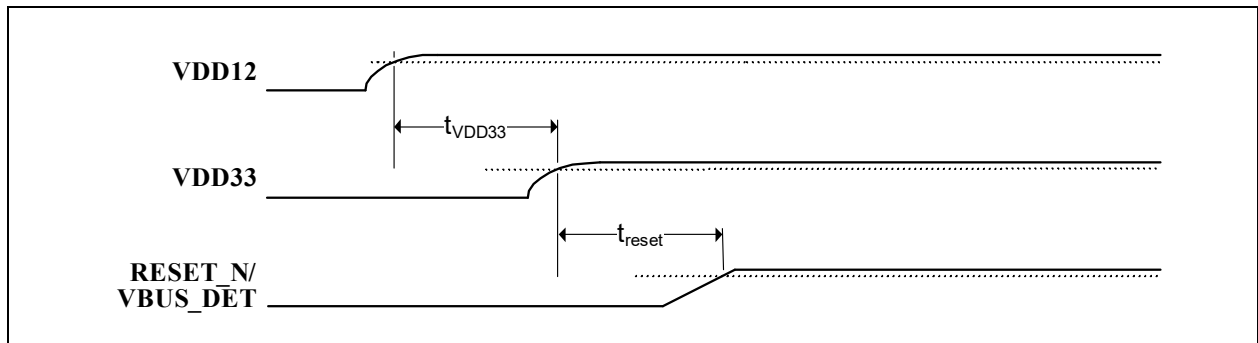 VDD12
tVDD33
VDD33
treset
RESET_N/
VBUS_DET